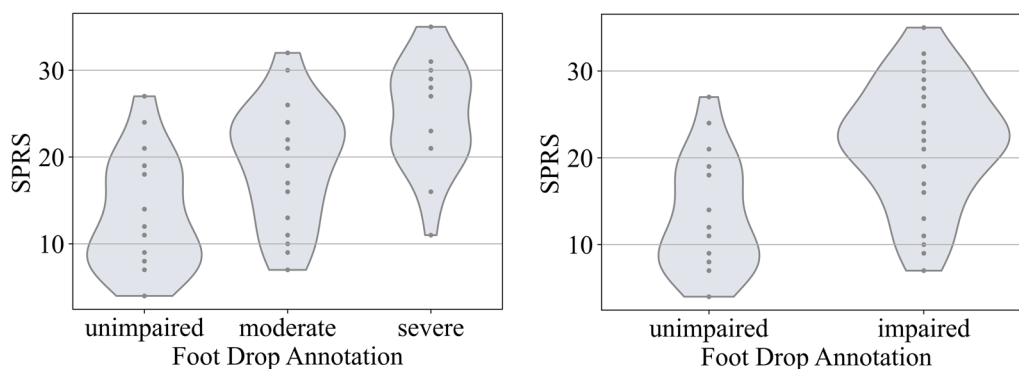 SPRS
30
20
10
unimpaired moderate severe
Foot Drop Annotation
SPRS
30
20
10
unimpaired impaired
Foot Drop Annotation